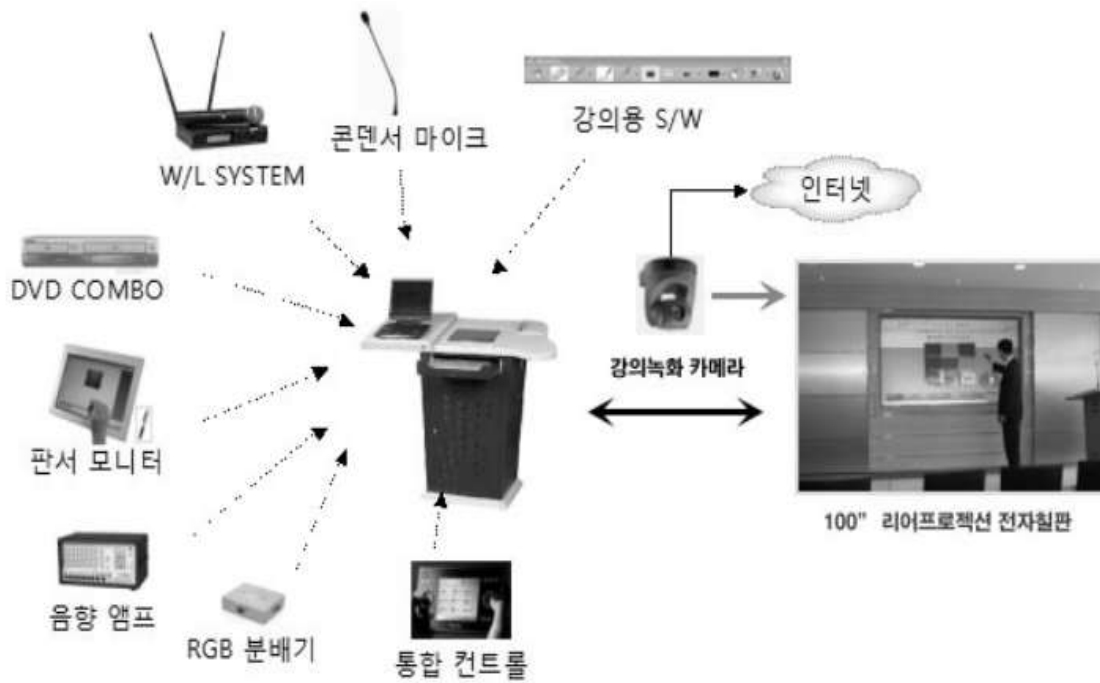 콘덴서 마이크
강의용 S/W
W/L SYSTEM
인터넷
DVD COMBO
강의녹화 카메라
판서 모니터
100" 리어프로젝션 전자칠판
음향 앰프
RGB 분배기
통합 컨트롤